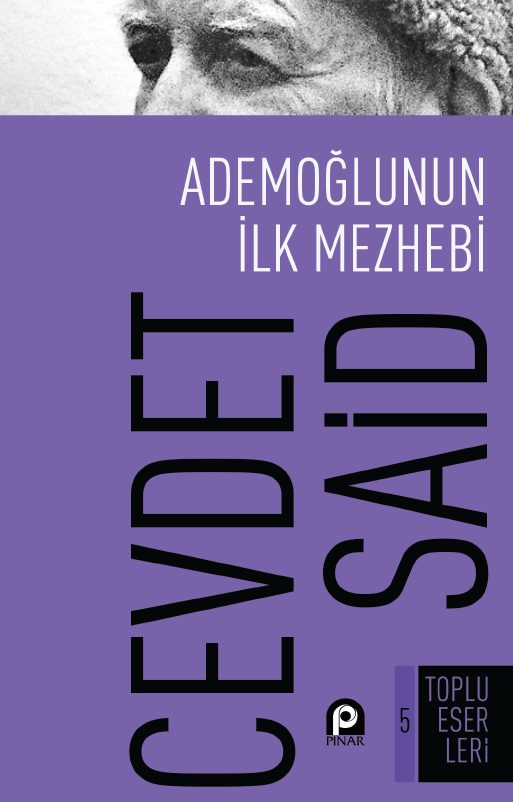 ADEMOĞLUNUN
İLK MEZHEBİ
CEVDET
SAİD
PINAR
5
TOPLU
ESER
LERİ